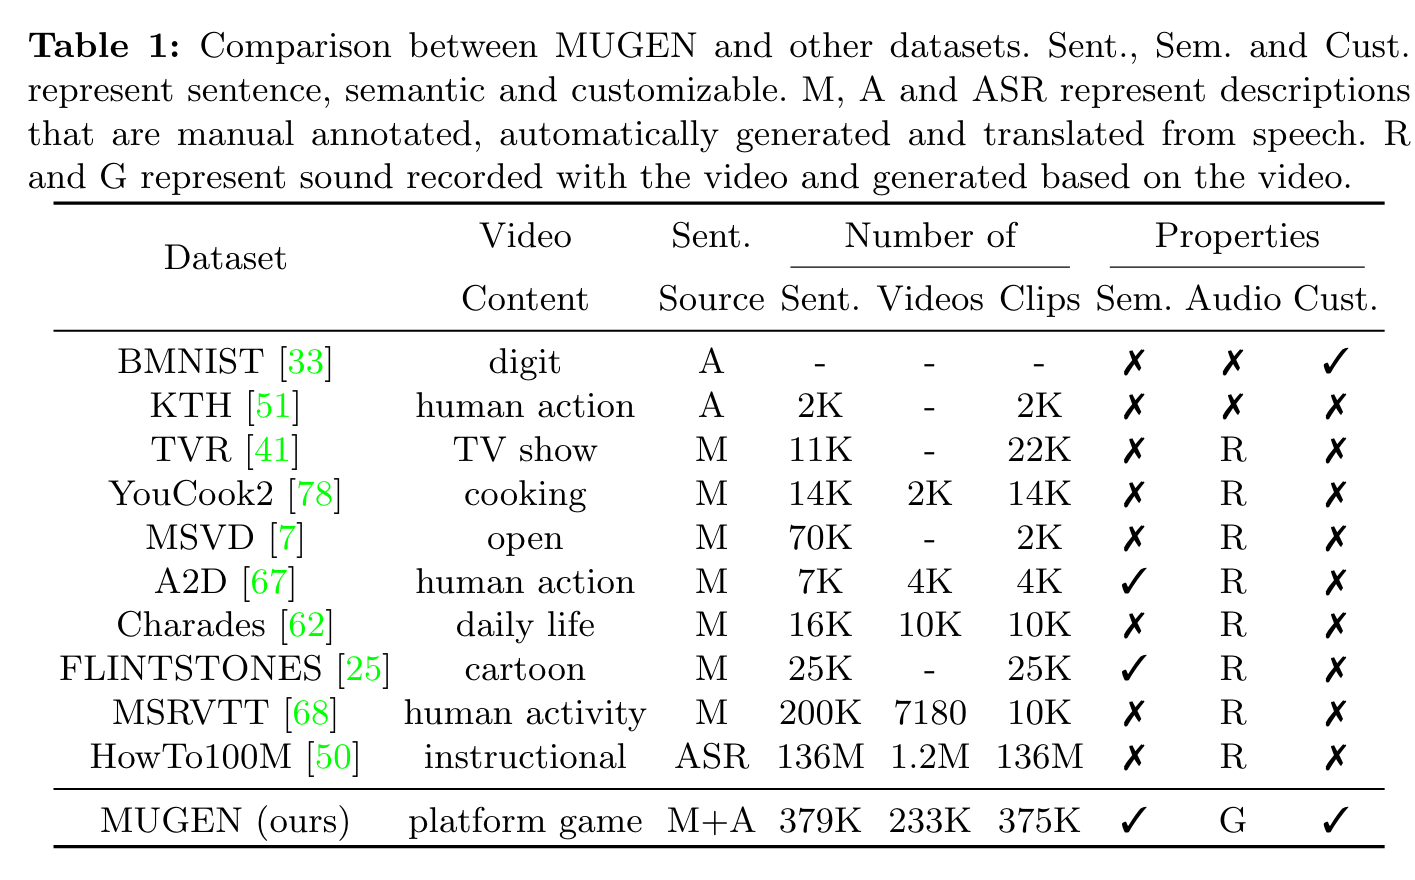 Table 1: Comparison between MUGEN and other datasets. Sent., Sem. and Cust.
represent sentence, semantic and customizable. M, A and ASR represent descriptions
that are manual annotated, automatically generated and translated from speech. R
and G represent sound recorded with the video and generated based on the video.
Dataset Video Content Sent. Source Number of Properties
Sent. Videos Clips Sem. Audio Cust.
BMNIST [33] digit A - - - ✗ ✗ ✓
KTH [51] human action A 2K - 2K ✗ ✗ ✗
TVR [41] TV show M 11K - 22K ✗ R ✗
YouCook2 [78] cooking M 14K 2K 14K ✗ R ✗
MSVD [7] open M 70K - 2K ✗ R ✗
A2D [67] human action M 7K 4K 4K ✓ R ✗
Charades [62] daily life M 16K 10K 10K ✗ R ✗
FLINTSTONES [25] cartoon M 25K - 25K ✓ R ✗
MSRVTT [68] human activity M 200K 7180 10K ✗ R ✗
HowTo100M [50] instructional ASR 136M 1.2M 136M ✗ R ✗
MUGEN (ours) platform game M+A 379K 233K 375K ✓ G ✓